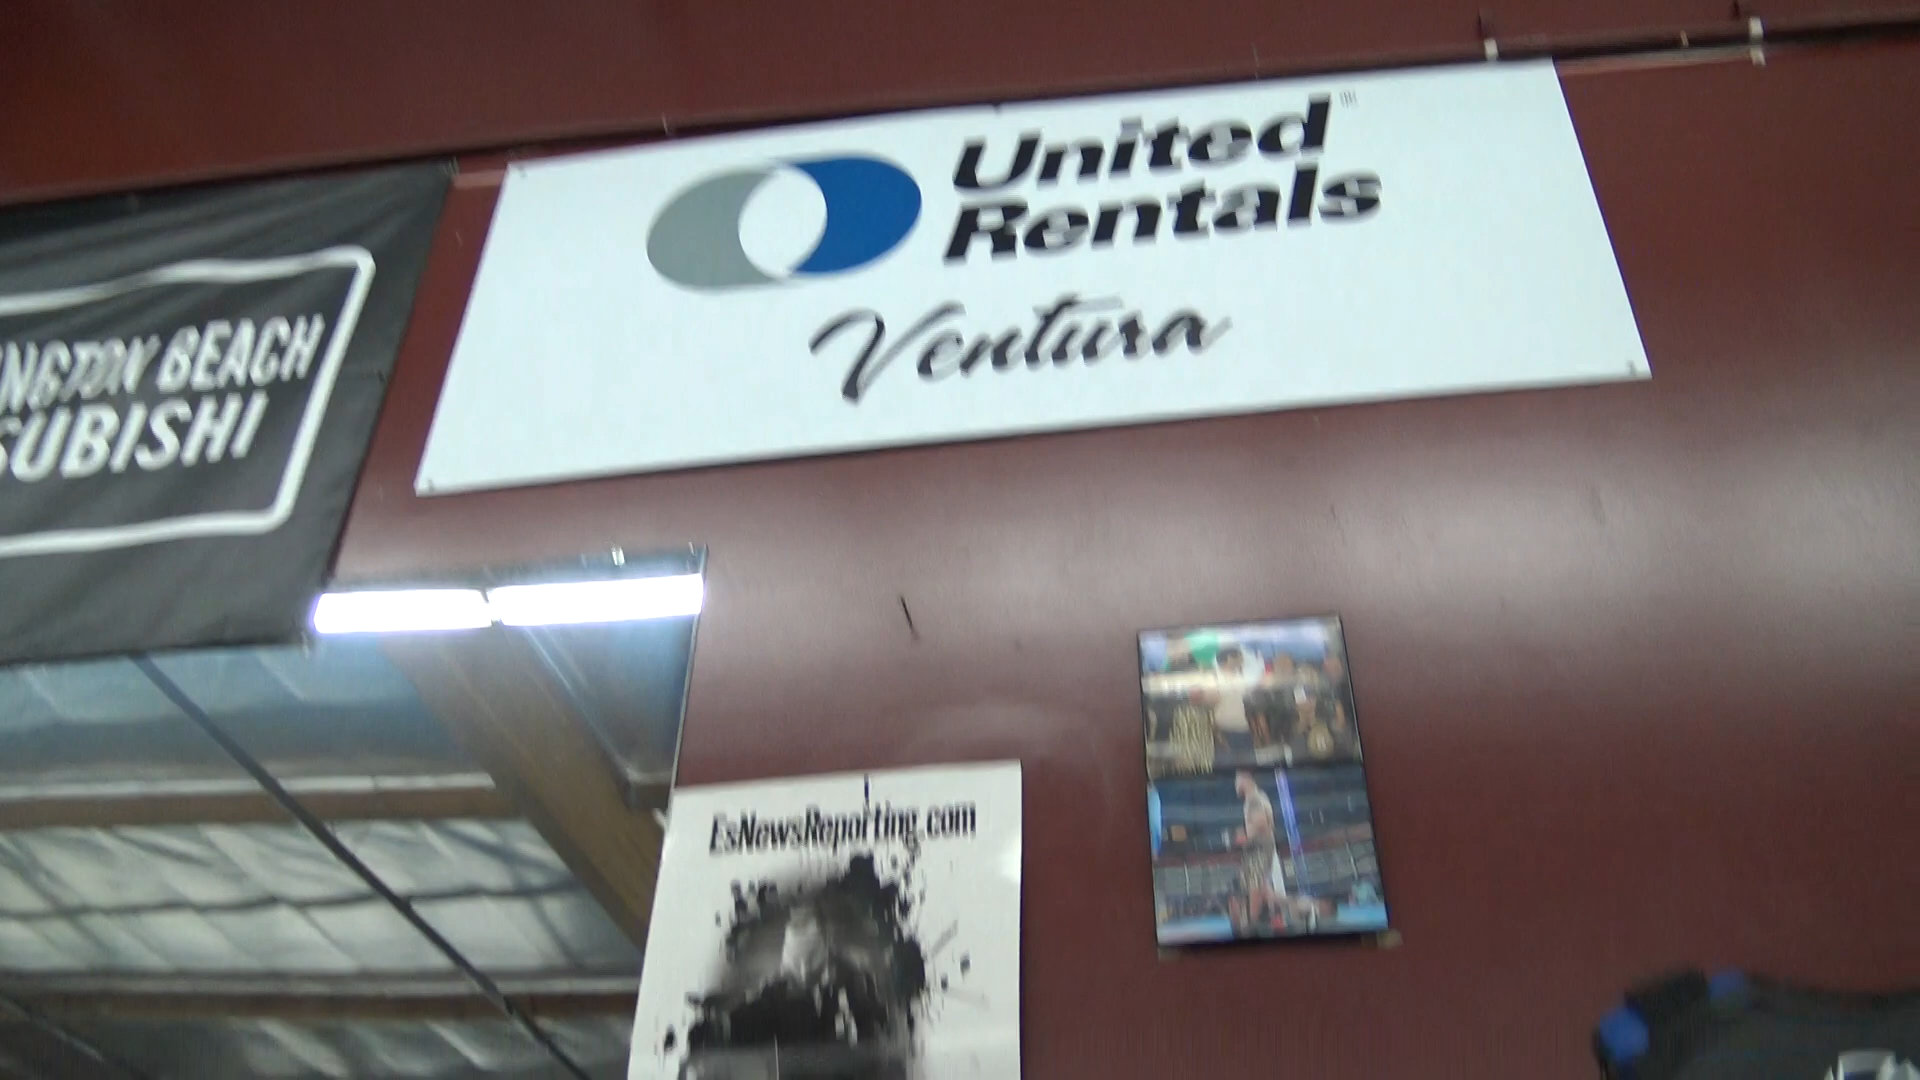 United
Rentals
Ventura
NGTON BEACH
SUBISHI
EsNewsReporting.com